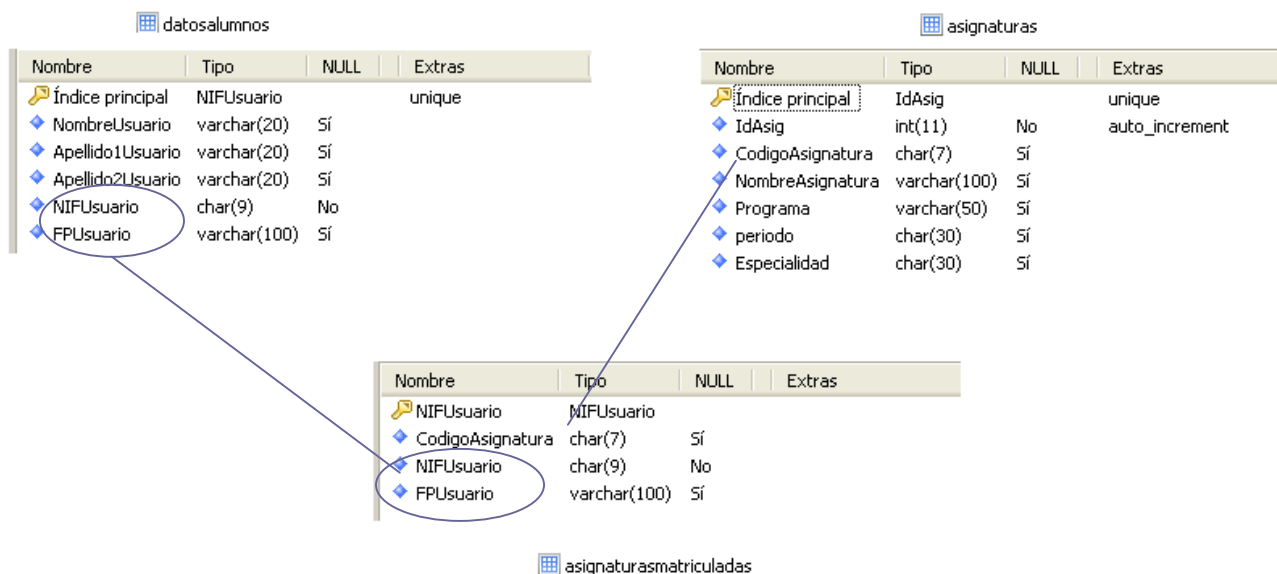 datosalumnos
Nombre Tipo NULL Extras
Índice principal NIFUsuario unique
NombreUsuario varchar(20) Sí
Apellido1Usuario varchar(20) Sí
Apellido2Usuario varchar(20) Sí
NIFUsuario char(9) No
FPUsuario varchar(100) Sí
asignaturas
Nombre Tipo NULL Extras
Índice principal IdAsig unique
IdAsig int(11) No auto_increment
CodigoAsignatura char(7) Sí
NombreAsignatura varchar(100) Sí
Programa varchar(50) Sí
periodo char(30) Sí
Especialidad char(30) Sí
Nombre Tipo NULL Extras
NIFUsuario NIFUsuario
CodigoAsignatura char(7) Sí
NIFUsuario char(9) No
FPUsuario varchar(100) Sí
asignaturasmatriculadas